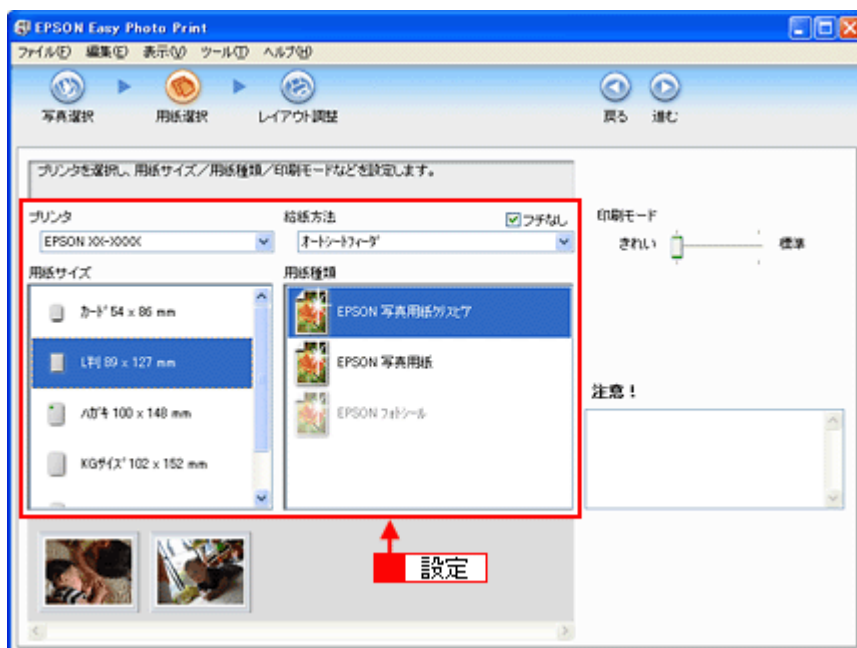 EPSON Easy Photo Print
ファイル(F) 編集(E) 表示(V) ツール(T) ヘルプ(H)
写真選択 用紙選択 レイアウト調整 戻る 進む
プリンタを選択し、用紙サイズ／用紙種類／印刷モードなどを設定します。
プリンタ 給紙方法 フチなし 印刷モード
EPSON XX-XXXX オートシートフィーダ きれい 標準
用紙サイズ 用紙種類
カード 54 x 86 mm EPSON 写真用紙クリスピア
L判 89 x 127 mm EPSON 写真用紙
注意！
ハガキ 100 x 148 mm EPSON フォトシール
KGサイズ 102 x 152 mm
設定